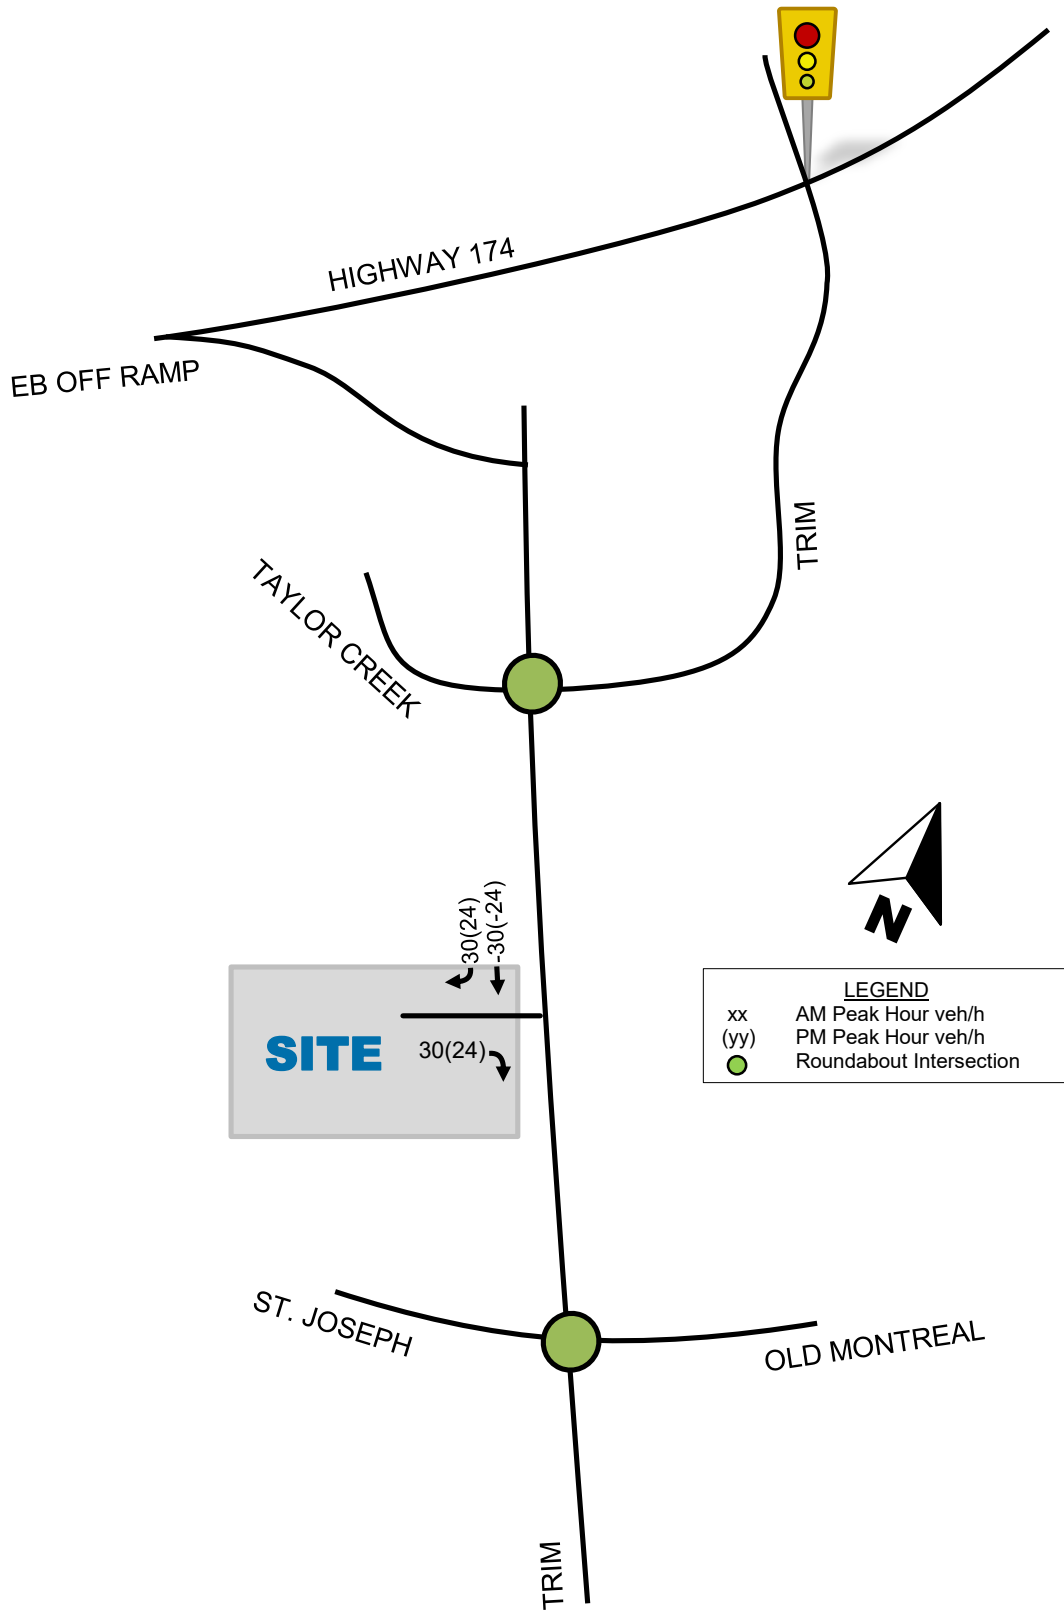 HIGHWAY 174
EB OFF RAMP
TRIM
TAYLOR CREEK
30(24)
-30(-24)
N
SITE
30(24)
LEGEND
xx AM Peak Hour veh/h
(yy) PM Peak Hour veh/h
Roundabout Intersection
ST. JOSEPH
OLD MONTREAL
TRIM